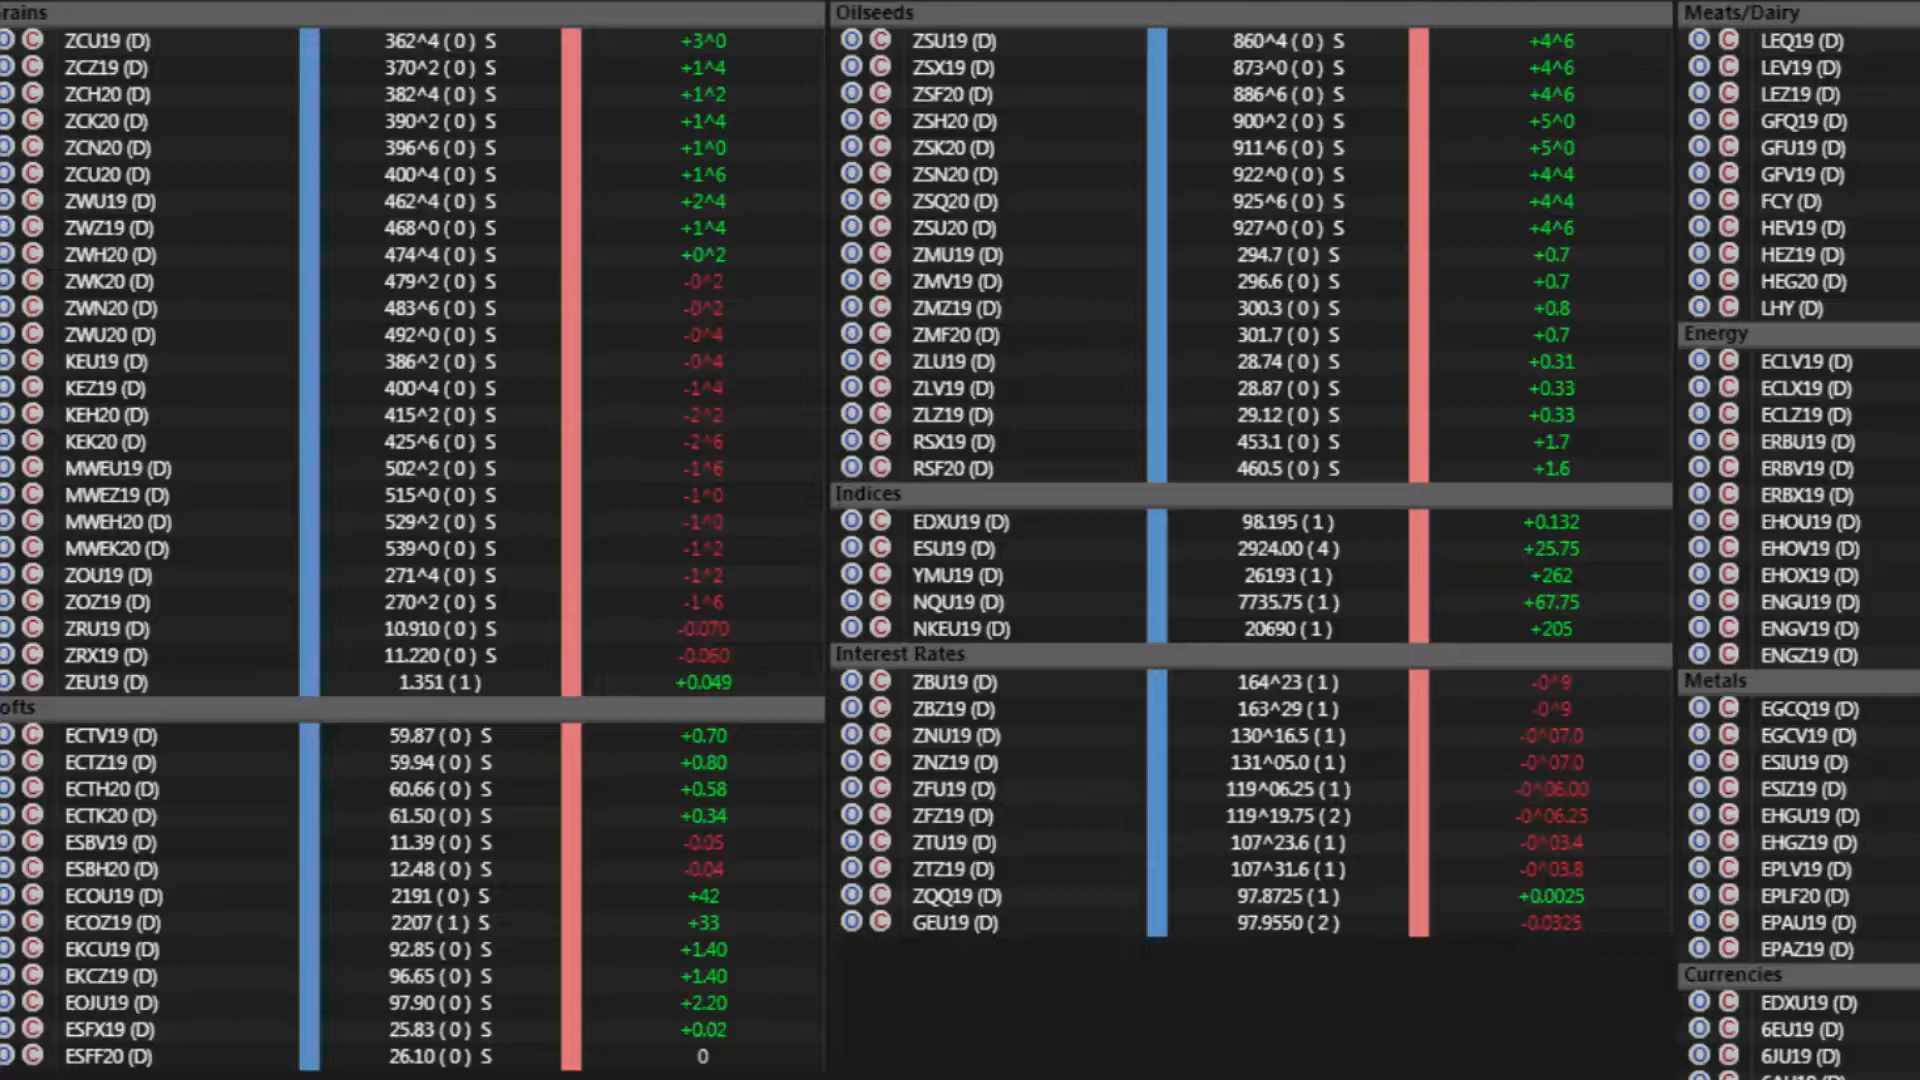 rains
O C ZCU19 (D) 362^4 ( 0 ) S +3^0
O C ZCZ19 (D) 370^2 ( 0 ) S +1^4
O C ZCH20 (D) 382^4 ( 0 ) S +1^2
O C ZCK20 (D) 390^2 ( 0 ) S +1^4
O C ZCN20 (D) 396^6 ( 0 ) S +1^0
O C ZCU20 (D) 400^4 ( 0 ) S +1^6
O C ZWU19 (D) 462^4 ( 0 ) S +2^4
O C ZWZ19 (D) 468^0 ( 0 ) S +1^4
O C ZWH20 (D) 474^4 ( 0 ) S +0^2
O C ZWK20 (D) 479^2 ( 0 ) S -0^2
O C ZWN20 (D) 483^6 ( 0 ) S -0^2
O C ZWU20 (D) 492^0 ( 0 ) S -0^4
O C KEU19 (D) 386^2 ( 0 ) S -0^4
O C KEZ19 (D) 400^4 ( 0 ) S -1^4
O C KEH20 (D) 415^2 ( 0 ) S -2^2
O C KEK20 (D) 425^6 ( 0 ) S -2^6
O C MWEU19 (D) 502^2 ( 0 ) S -1^6
O C MWEZ19 (D) 515^0 ( 0 ) S -1^0
O C MWEH20 (D) 529^2 ( 0 ) S -1^0
O C MWEK20 (D) 539^0 ( 0 ) S -1^2
O C ZOU19 (D) 271^4 ( 0 ) S -1^2
O C ZOZ19 (D) 270^2 ( 0 ) S -1^6
O C ZRU19 (D) 10.910 ( 0 ) S -0.070
O C ZRX19 (D) 11.220 ( 0 ) S -0.060
O C ZEU19 (D) 1.351 ( 1 ) +0.049
ofts
O C ECTV19 (D) 59.87 ( 0 ) S +0.70
O C ECTZ19 (D) 59.94 ( 0 ) S +0.80
O C ECTH20 (D) 60.66 ( 0 ) S +0.58
O C ECTK20 (D) 61.50 ( 0 ) S +0.34
O C ESBV19 (D) 11.39 ( 0 ) S -0.05
O C ESBH20 (D) 12.48 ( 0 ) S -0.04
O C ECOU19 (D) 2191 ( 0 ) S +42
O C ECOZ19 (D) 2207 ( 1 ) S +33
O C EKCU19 (D) 92.85 ( 0 ) S +1.40
O C EKCZ19 (D) 96.65 ( 0 ) S +1.40
O C EOJU19 (D) 97.90 ( 0 ) S +2.20
O C ESFX19 (D) 25.83 ( 0 ) S +0.02
O C ESFF20 (D) 26.10 ( 0 ) S 0
Oilseeds
O C ZSU19 (D) 860^4 ( 0 ) S +4^6
O C ZSX19 (D) 873^0 ( 0 ) S +4^6
O C ZSF20 (D) 886^6 ( 0 ) S +4^6
O C ZSH20 (D) 900^2 ( 0 ) S +5^0
O C ZSK20 (D) 911^6 ( 0 ) S +5^0
O C ZSN20 (D) 922^0 ( 0 ) S +4^4
O C ZSQ20 (D) 925^6 ( 0 ) S +4^4
O C ZSU20 (D) 927^0 ( 0 ) S +4^6
O C ZMU19 (D) 294.7 ( 0 ) S +0.7
O C ZMV19 (D) 296.6 ( 0 ) S +0.7
O C ZMZ19 (D) 300.3 ( 0 ) S +0.8
O C ZMF20 (D) 301.7 ( 0 ) S +0.7
O C ZLU19 (D) 28.74 ( 0 ) S +0.31
O C ZLV19 (D) 28.87 ( 0 ) S +0.33
O C ZLZ19 (D) 29.12 ( 0 ) S +0.33
O C RSX19 (D) 453.1 ( 0 ) S +1.7
O C RSF20 (D) 460.5 ( 0 ) S +1.6
Indices
O C EDXU19 (D) 98.195 ( 1 ) +0.132
O C ESU19 (D) 2924.00 ( 4 ) +25.75
O C YMU19 (D) 26193 ( 1 ) +262
O C NQU19 (D) 7735.75 ( 1 ) +67.75
O C NKEU19 (D) 20690 ( 1 ) +205
Interest Rates
O C ZBU19 (D) 164^23 ( 1 ) -0^9
O C ZBZ19 (D) 163^29 ( 1 ) -0^9
O C ZNU19 (D) 130^16.5 ( 1 ) -0^07.0
O C ZNZ19 (D) 131^05.0 ( 1 ) -0^07.0
O C ZFU19 (D) 119^06.25 ( 1 ) -0^06.00
O C ZFZ19 (D) 119^19.75 ( 2 ) -0^06.25
O C ZTU19 (D) 107^23.6 ( 1 ) -0^03.4
O C ZTZ19 (D) 107^31.6 ( 1 ) -0^03.8
O C ZQQ19 (D) 97.8725 ( 1 ) +0.0025
O C GEU19 (D) 97.9550 ( 2 ) -0.0325
Meats/Dairy
O C LEQ19 (D)
O C LEV19 (D)
O C LEZ19 (D)
O C GFQ19 (D)
O C GFU19 (D)
O C GFV19 (D)
O C FCY (D)
O C HEV19 (D)
O C HEZ19 (D)
O C HEG20 (D)
O C LHY (D)
Energy
O C ECLV19 (D)
O C ECLX19 (D)
O C ECLZ19 (D)
O C ERBU19 (D)
O C ERBV19 (D)
O C ERBX19 (D)
O C EHOU19 (D)
O C EHOV19 (D)
O C EHOX19 (D)
O C ENGU19 (D)
O C ENGV19 (D)
O C ENGZ19 (D)
Metals
O C EGCQ19 (D)
O C EGCV19 (D)
O C ESIU19 (D)
O C ESIZ19 (D)
O C EHGU19 (D)
O C EHGZ19 (D)
O C EPLV19 (D)
O C EPLF20 (D)
O C EPAU19 (D)
O C EPAZ19 (D)
Currencies
O C EDXU19 (D)
O C 6EU19 (D)
O C 6JU19 (D)